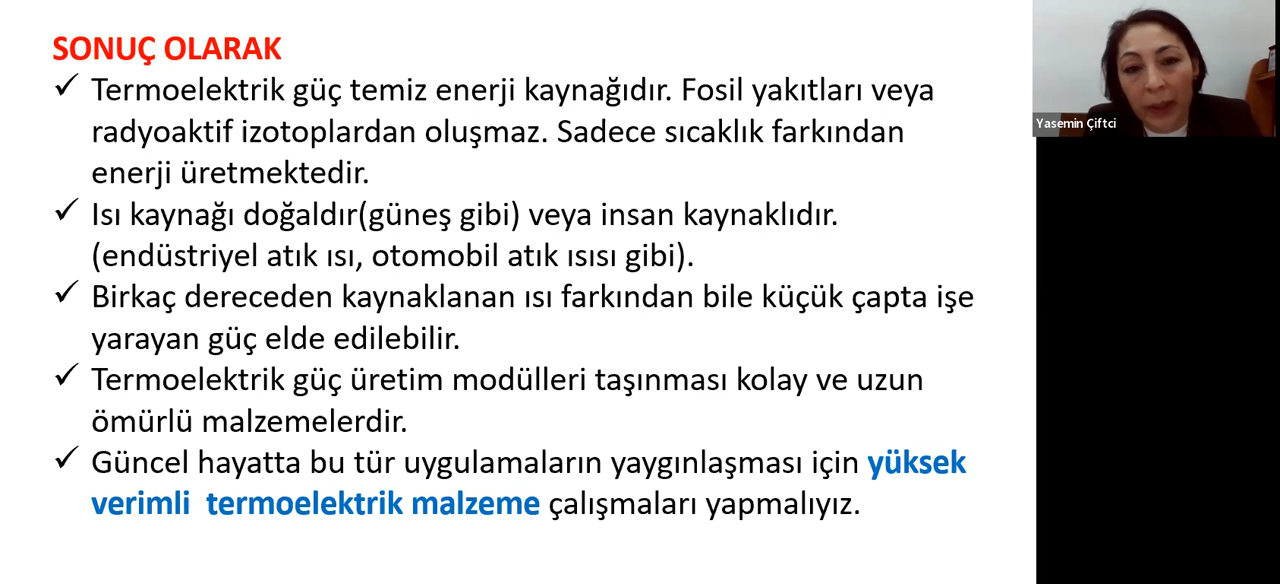 SONUÇ OLARAK
✓ Termoelektrik güç temiz enerji kaynağıdır. Fosil yakıtları veya
radyoaktif izotoplardan oluşmaz. Sadece sıcaklık farkından
enerji üretmektedir.
✓ Isı kaynağı doğaldır(güneş gibi) veya insan kaynaklıdır.
(endüstriyel atık ısı, otomobil atık ısısı gibi).
✓ Birkaç dereceden kaynaklanan ısı farkından bile küçük çapta işe
yarayan güç elde edilebilir.
✓ Termoelektrik güç üretim modülleri taşınması kolay ve uzun
ömürlü malzemelerdir.
✓ Güncel hayatta bu tür uygulamaların yaygınlaşması için yüksek
verimli  termoelektrik malzeme çalışmaları yapmalıyız.
Yasemin Çiftci